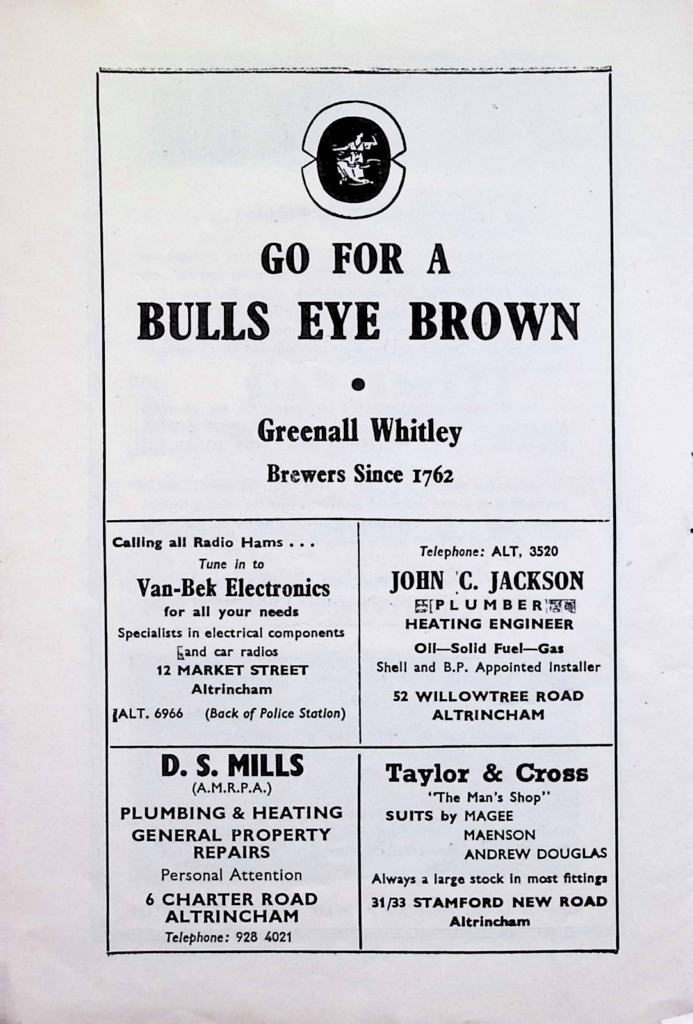 GO FOR A
BULLS EYE BROWN
Greenall Whitley
Brewers Since 1762
Calling all Radio Hams . . .
Tune in to
Van-Bek Electronics
for all your needs
Specialists in electrical components
and car radios
12 MARKET STREET
Altrincham
ALT. 6966 (Back of Police Station)
Telephone: ALT, 3520
JOHN C. JACKSON
PLUMBER
HEATING ENGINEER
Oil—Solid Fuel—Gas
Shell and B.P. Appointed Installer
52 WILLOWTREE ROAD
ALTRINCHAM
D. S. MILLS
(A.M.R.P.A.)
PLUMBING & HEATING
GENERAL PROPERTY
REPAIRS
Personal Attention
6 CHARTER ROAD
ALTRINCHAM
Telephone: 928 4021
Taylor & Cross
"The Man's Shop"
SUITS by MAGEE
MAENSON
ANDREW DOUGLAS
Always a large stock in most fittings
31/33 STAMFORD NEW ROAD
Altrincham